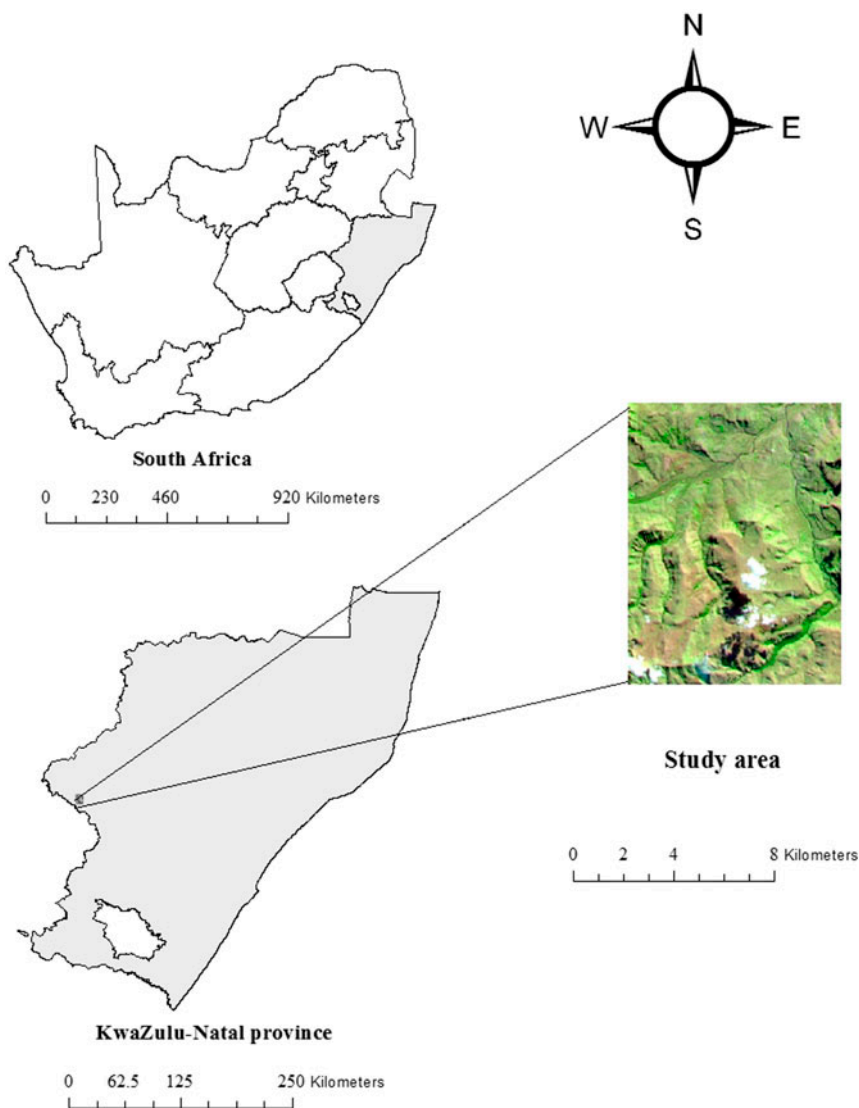 N
W E
S
South Africa
0 230 460 920 Kilometers
Study area
0 2 4 8 Kilometers
KwaZulu-Natal province
0 62.5 125 250 Kilometers